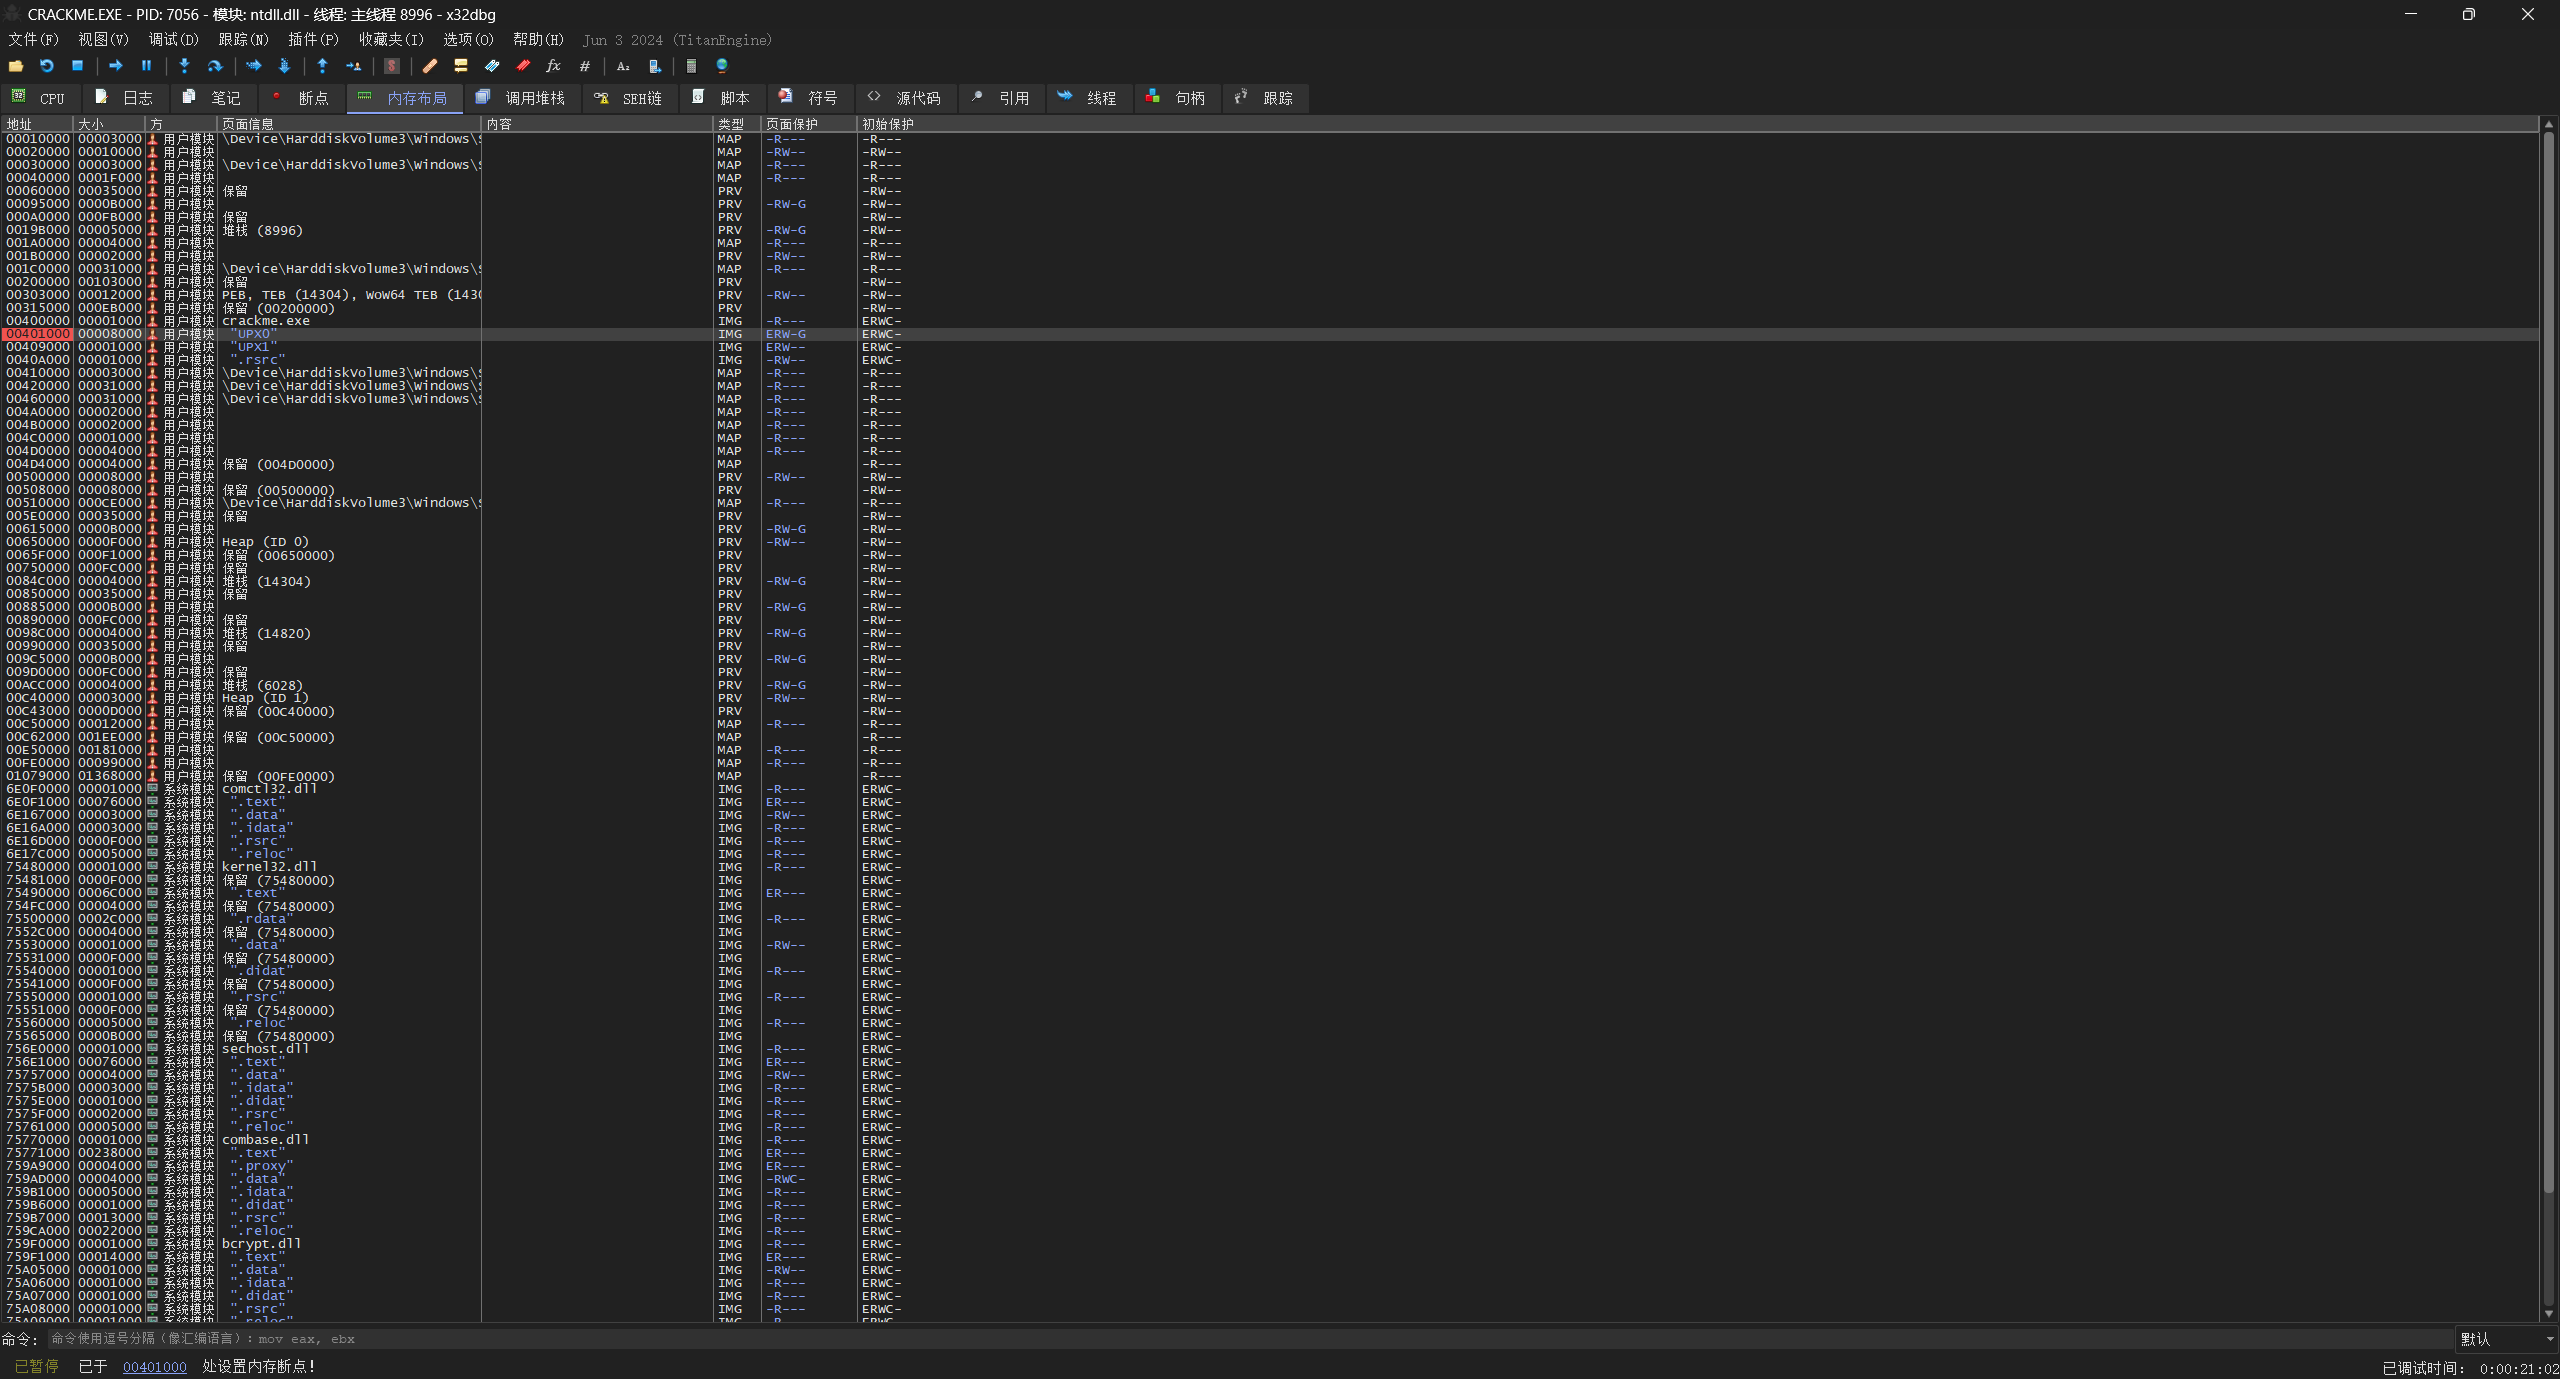 CRACKME.EXE - PID: 7056 - 模块: ntdll.dll - 线程: 主线程 8996 - x32dbg
文件(F) 视图(V) 调试(D) 跟踪(N) 插件(P) 收藏夹(I) 选项(O) 帮助(H) Jun 3 2024 (TitanEngine)
CPU 日志 笔记 断点 内存布局 调用堆栈 SEH链 脚本 符号 源代码 引用 线程 句柄 跟踪
地址 大小 方 页面信息 内容 类型 页面保护 初始保护
00010000 00003000 用户模块 \Device\HarddiskVolume3\Windows\S MAP -R--- -R---
00020000 00010000 用户模块 MAP -RW-- -RW--
00030000 00003000 用户模块 \Device\HarddiskVolume3\Windows\S MAP -R--- -R---
00040000 0001F000 用户模块 MAP -R--- -R---
00060000 00035000 用户模块 保留 PRV -RW--
00095000 0000B000 用户模块 PRV -RW-G -RW--
000A0000 000FB000 用户模块 保留 PRV -RW--
0019B000 00005000 用户模块 堆栈 (8996) PRV -RW-G -RW--
001A0000 00004000 用户模块 MAP -R--- -R---
001B0000 00002000 用户模块 PRV -RW-- -RW--
001C0000 00031000 用户模块 \Device\HarddiskVolume3\Windows\S MAP -R--- -R---
00200000 00103000 用户模块 保留 PRV -RW--
00303000 00012000 用户模块 PEB, TEB (14304), WoW64 TEB (1430 PRV -RW-- -RW--
00315000 000EB000 用户模块 保留 (00200000) PRV -RW--
00400000 00001000 用户模块 crackme.exe IMG -R--- ERWC-
00401000 00008000 用户模块 "UPX0" IMG ERW-G ERWC-
00409000 00001000 用户模块 "UPX1" IMG ERW-- ERWC-
0040A000 00001000 用户模块 ".rsrc" IMG -RW-- ERWC-
00410000 00003000 用户模块 \Device\HarddiskVolume3\Windows\S MAP -R--- -R---
00420000 00031000 用户模块 \Device\HarddiskVolume3\Windows\S MAP -R--- -R---
00460000 00031000 用户模块 \Device\HarddiskVolume3\Windows\S MAP -R--- -R---
004A0000 00002000 用户模块 MAP -R--- -R---
004B0000 00002000 用户模块 MAP -R--- -R---
004C0000 00001000 用户模块 MAP -R--- -R---
004D0000 00004000 用户模块 MAP -R--- -R---
004D4000 00004000 用户模块 保留 (004D0000) MAP -R---
00500000 00008000 用户模块 PRV -RW-- -RW--
00508000 00008000 用户模块 保留 (00500000) PRV -RW--
00510000 000CE000 用户模块 \Device\HarddiskVolume3\Windows\S MAP -R--- -R---
005E0000 00035000 用户模块 保留 PRV -RW--
00615000 0000B000 用户模块 PRV -RW-G -RW--
00650000 0000F000 用户模块 Heap (ID 0) PRV -RW-- -RW--
0065F000 000F1000 用户模块 保留 (00650000) PRV -RW--
00750000 000FC000 用户模块 保留 PRV -RW--
0084C000 00004000 用户模块 堆栈 (14304) PRV -RW-G -RW--
00850000 00035000 用户模块 保留 PRV -RW--
00885000 0000B000 用户模块 PRV -RW-G -RW--
00890000 000FC000 用户模块 保留 PRV -RW--
0098C000 00004000 用户模块 堆栈 (14820) PRV -RW-G -RW--
00990000 00035000 用户模块 保留 PRV -RW--
009C5000 0000B000 用户模块 PRV -RW-G -RW--
009D0000 000FC000 用户模块 保留 PRV -RW--
00ACC000 00004000 用户模块 堆栈 (6028) PRV -RW-G -RW--
00C40000 00003000 用户模块 Heap (ID 1) PRV -RW-- -RW--
00C43000 0000D000 用户模块 保留 (00C40000) PRV -RW--
00C50000 00012000 用户模块 MAP -R--- -R---
00C62000 001EE000 用户模块 保留 (00C50000) MAP -R---
00E50000 00181000 用户模块 MAP -R--- -R---
00FE0000 00099000 用户模块 MAP -R--- -R---
01079000 01368000 用户模块 保留 (00FE0000) MAP -R---
6E0F0000 00001000 系统模块 comctl32.dll IMG -R--- ERWC-
6E0F1000 00076000 系统模块 ".text" IMG ER--- ERWC-
6E167000 00003000 系统模块 ".data" IMG -RW-- ERWC-
6E16A000 00003000 系统模块 ".idata" IMG -R--- ERWC-
6E16D000 0000F000 系统模块 ".rsrc" IMG -R--- ERWC-
6E17C000 00005000 系统模块 ".reloc" IMG -R--- ERWC-
75480000 00001000 系统模块 kernel32.dll IMG -R--- ERWC-
75481000 0000F000 系统模块 保留 (75480000) IMG ERWC-
75490000 0006C000 系统模块 ".text" IMG ER--- ERWC-
754FC000 00004000 系统模块 保留 (75480000) IMG ERWC-
75500000 0002C000 系统模块 ".rdata" IMG -R--- ERWC-
7552C000 00004000 系统模块 保留 (75480000) IMG ERWC-
75530000 00001000 系统模块 ".data" IMG -RW-- ERWC-
75531000 0000F000 系统模块 保留 (75480000) IMG ERWC-
75540000 00001000 系统模块 ".didat" IMG -R--- ERWC-
75541000 0000F000 系统模块 保留 (75480000) IMG ERWC-
75550000 00001000 系统模块 ".rsrc" IMG -R--- ERWC-
75551000 0000F000 系统模块 保留 (75480000) IMG ERWC-
75560000 00005000 系统模块 ".reloc" IMG -R--- ERWC-
75565000 0000B000 系统模块 保留 (75480000) IMG ERWC-
756E0000 00001000 系统模块 sechost.dll IMG -R--- ERWC-
756E1000 00076000 系统模块 ".text" IMG ER--- ERWC-
75757000 00004000 系统模块 ".data" IMG -RW-- ERWC-
7575B000 00003000 系统模块 ".idata" IMG -R--- ERWC-
7575E000 00001000 系统模块 ".didat" IMG -R--- ERWC-
7575F000 00002000 系统模块 ".rsrc" IMG -R--- ERWC-
75761000 00005000 系统模块 ".reloc" IMG -R--- ERWC-
75770000 00001000 系统模块 combase.dll IMG -R--- ERWC-
75771000 00238000 系统模块 ".text" IMG ER--- ERWC-
759A9000 00004000 系统模块 ".proxy" IMG ER--- ERWC-
759AD000 00004000 系统模块 ".data" IMG -RWC- ERWC-
759B1000 00005000 系统模块 ".idata" IMG -R--- ERWC-
759B6000 00001000 系统模块 ".didat" IMG -R--- ERWC-
759B7000 00013000 系统模块 ".rsrc" IMG -R--- ERWC-
759CA000 00022000 系统模块 ".reloc" IMG -R--- ERWC-
759F0000 00001000 系统模块 bcrypt.dll IMG -R--- ERWC-
759F1000 00014000 系统模块 ".text" IMG ER--- ERWC-
75A05000 00001000 系统模块 ".data" IMG -RW-- ERWC-
75A06000 00001000 系统模块 ".idata" IMG -R--- ERWC-
75A07000 00001000 系统模块 ".didat" IMG -R--- ERWC-
75A08000 00001000 系统模块 ".rsrc" IMG -R--- ERWC-
75A09000 00001000 系统模块 ".reloc" IMG -R--- ERWC-
命令: 命令使用逗号分隔（像汇编语言）: mov eax, ebx 默认
已暂停 已于 00401000 处设置内存断点! 已调试时间: 0:00:21:02